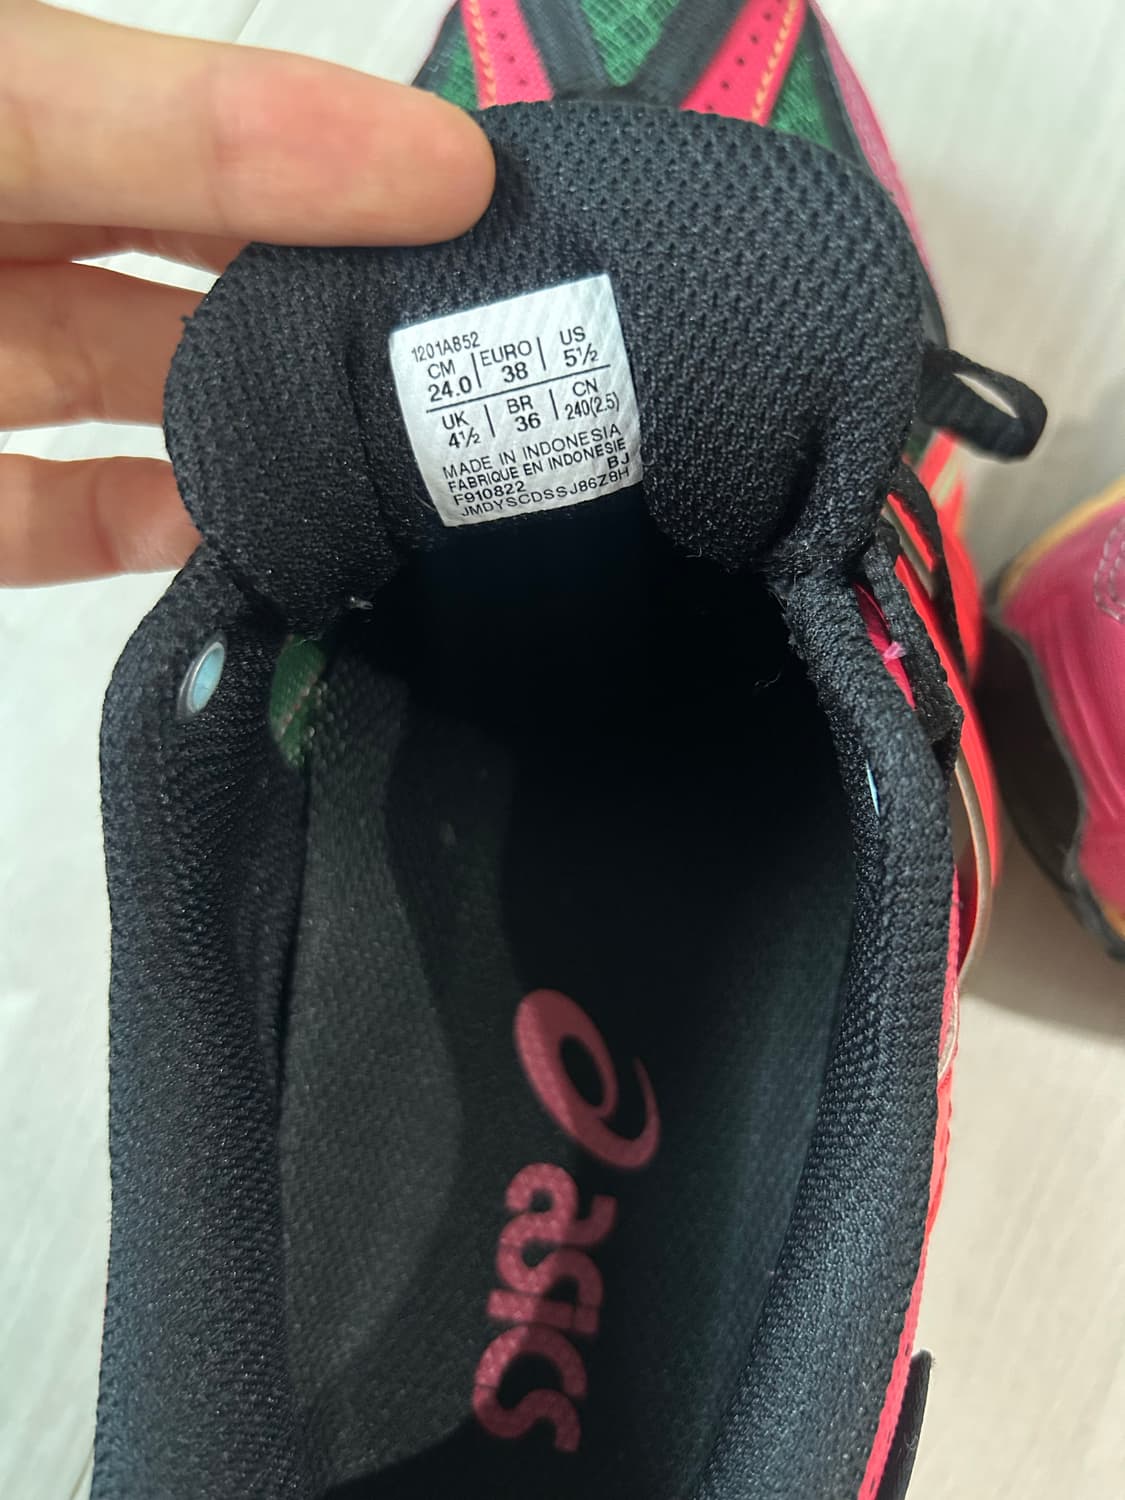 1201A852
CM EURO US
24.0 38 5½
UK BR CN
4½ 36 240(2.5)
MADE IN INDONESIA
FABRIQUE EN INDONESIE
F910822 BJ
JMDYSCDSSJ86Z8H
asics